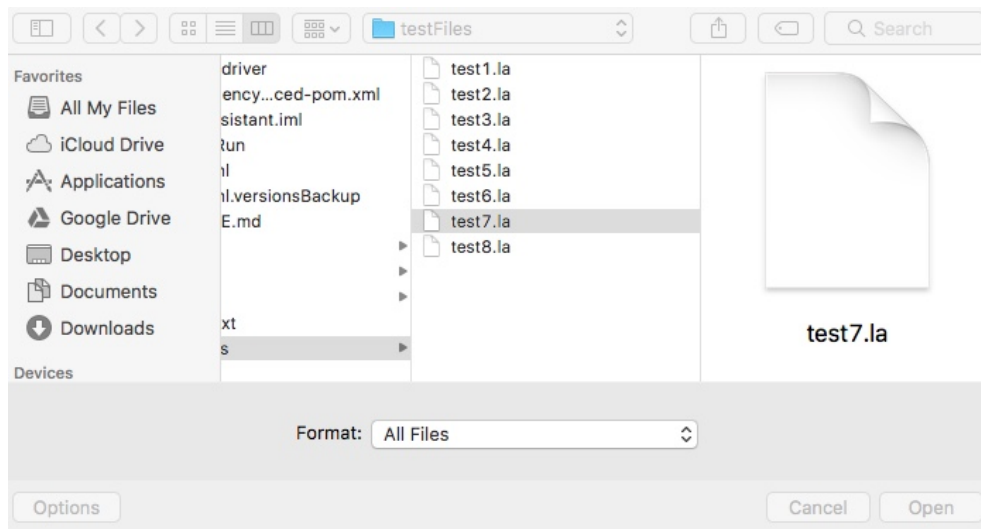 testFiles
Search
Favorites
All My Files
iCloud Drive
Applications
Google Drive
Desktop
Documents
Downloads
Devices
driver
ency...ced-pom.xml
sistant.iml
Run
nl
nl.versionsBackup
E.md
xt
s
test1.la
test2.la
test3.la
test4.la
test5.la
test6.la
test7.la
test8.la
test7.la
Format: All Files
Options
Cancel
Open